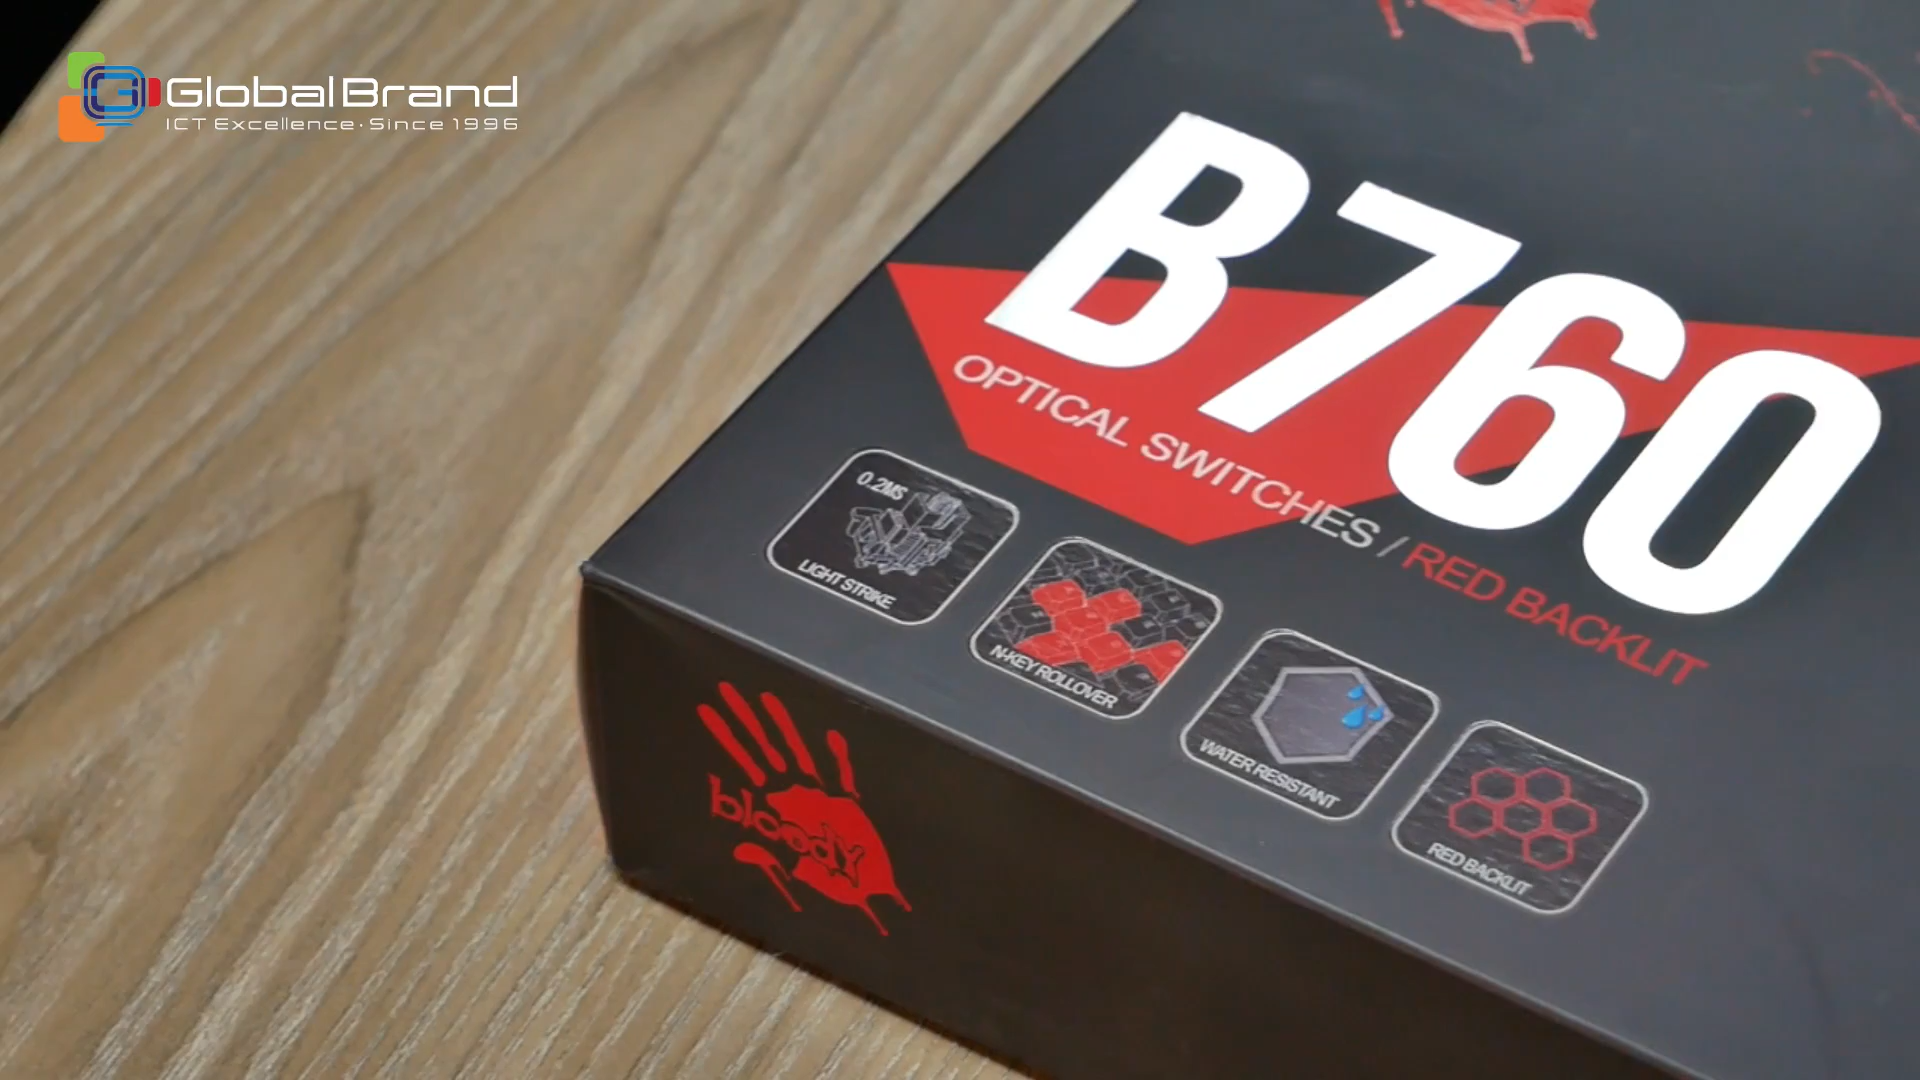 GlobalBrand
ICT Excellence · Since 1996
B760
OPTICAL SWITCHES / RED BACKLIT
0.2MS
LIGHT STRIKE
N-KEY ROLLOVER
WATER RESISTANT
RED BACKLIT
bloody